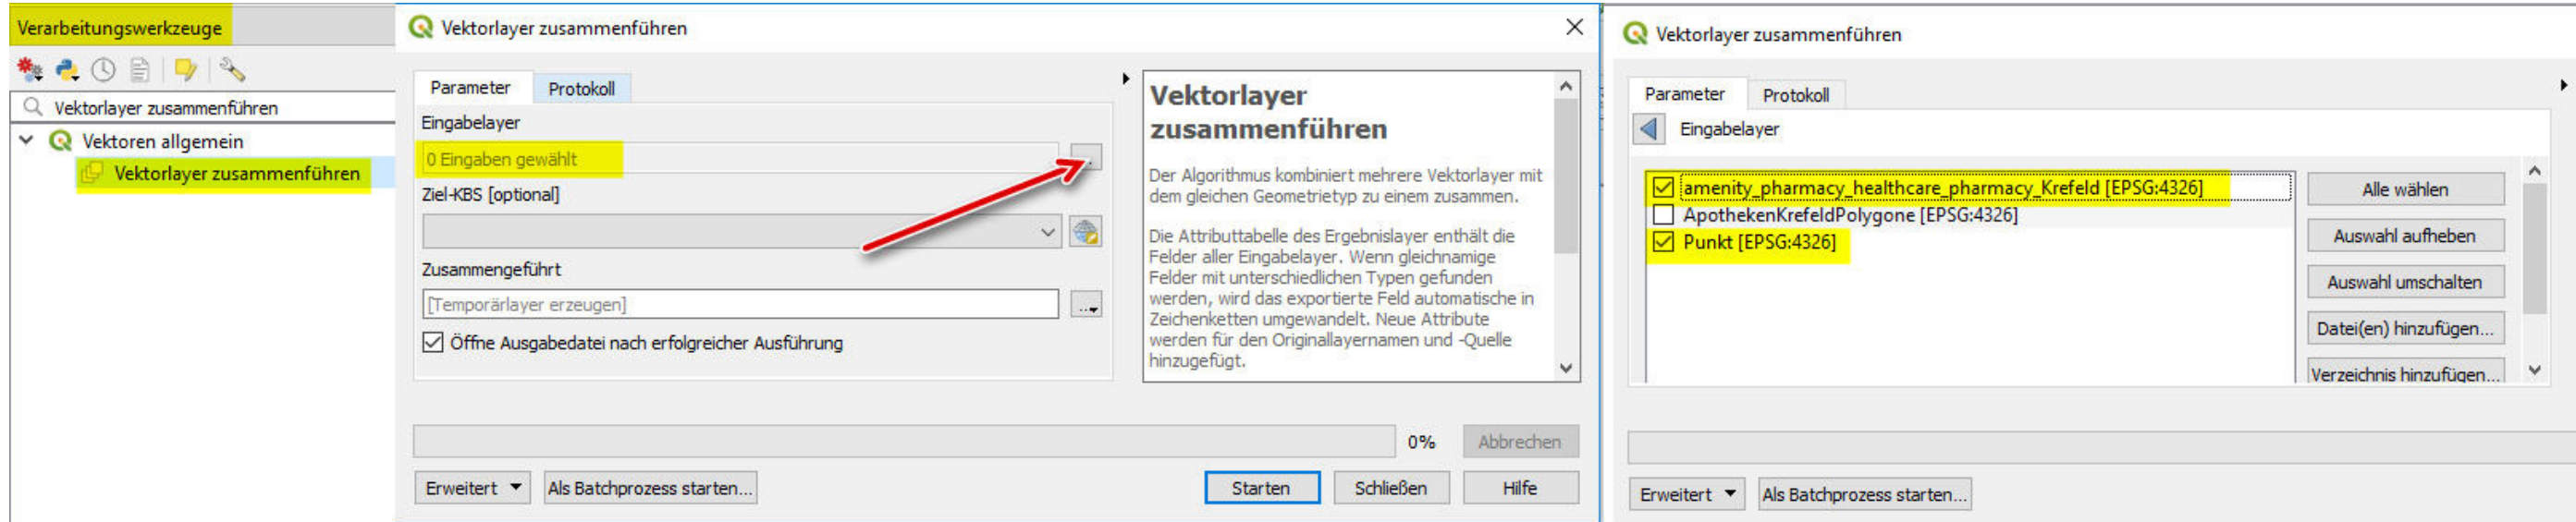 Verarbeitungswerkzeuge
Vektorlayer zusammenführen
Vektoren allgemein
Vektorlayer zusammenführen
Vektorlayer zusammenführen
Parameter
Protokoll
Eingabelayer
0 Eingaben gewählt
...
Ziel-KBS [optional]
Zusammengeführt
[Temporärlayer erzeugen]
...
Öffne Ausgabedatei nach erfolgreicher Ausführung
Vektorlayer
zusammenführen
Der Algorithmus kombiniert mehrere Vektorlayer mit
dem gleichen Geometrietyp zu einem zusammen.
Die Attributtabelle des Ergebnislayer enthält die
Felder aller Eingabelayer. Wenn gleichnamige
Felder mit unterschiedlichen Typen gefunden
werden, wird das exportierte Feld automatische in
Zeichenketten umgewandelt. Neue Attribute
werden für den Originallayernamen und -Quelle
hinzugefügt.
0%
Abbrechen
Erweitert
Als Batchprozess starten...
Starten
Schließen
Hilfe
Vektorlayer zusammenführen
Parameter
Protokoll
Eingabelayer
amenity_pharmacy_healthcare_pharmacy_Krefeld [EPSG:4326]
ApothekenKrefeldPolygone [EPSG:4326]
Punkt [EPSG:4326]
Alle wählen
Auswahl aufheben
Auswahl umschalten
Datei(en) hinzufügen...
Verzeichnis hinzufügen...
Erweitert
Als Batchprozess starten...